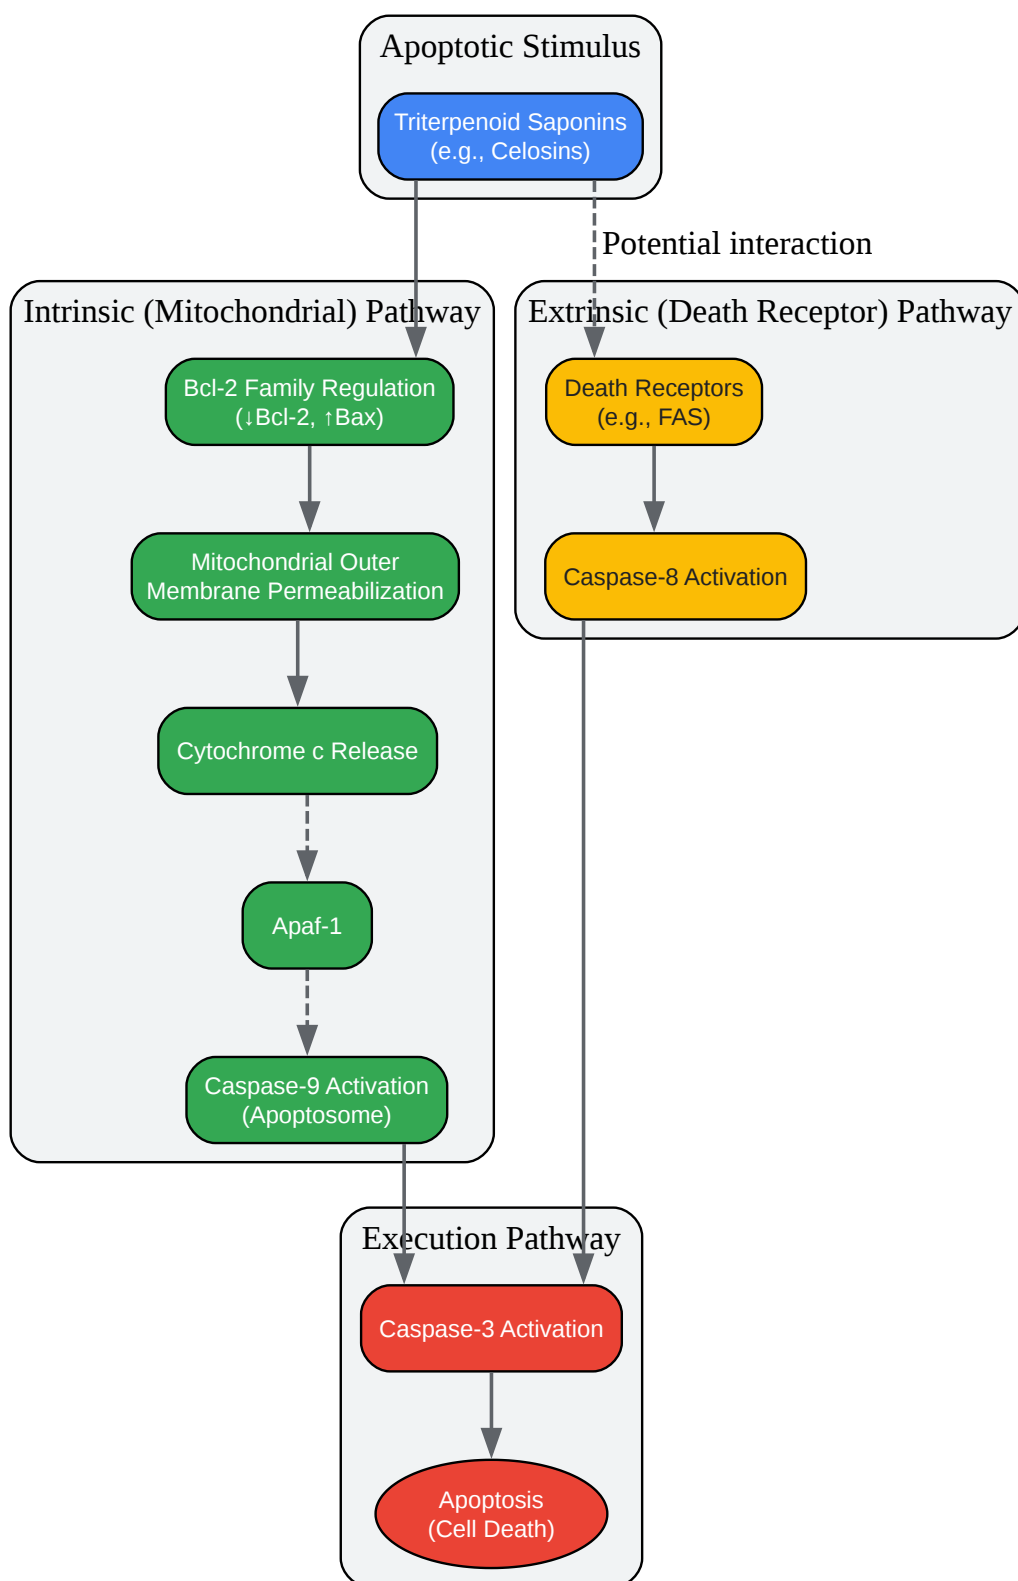 Apoptotic Stimulus
Triterpenoid Saponins
(e.g., Celosins)
Potential interaction
Intrinsic (Mitochondrial) Pathway
Bcl-2 Family Regulation
(↓Bcl-2, ↑Bax)
Mitochondrial Outer
Membrane Permeabilization
Cytochrome c Release
Apaf-1
Caspase-9 Activation
(Apoptosome)
Extrinsic (Death Receptor) Pathway
Death Receptors
(e.g., FAS)
Caspase-8 Activation
Execution Pathway
Caspase-3 Activation
Apoptosis
(Cell Death)